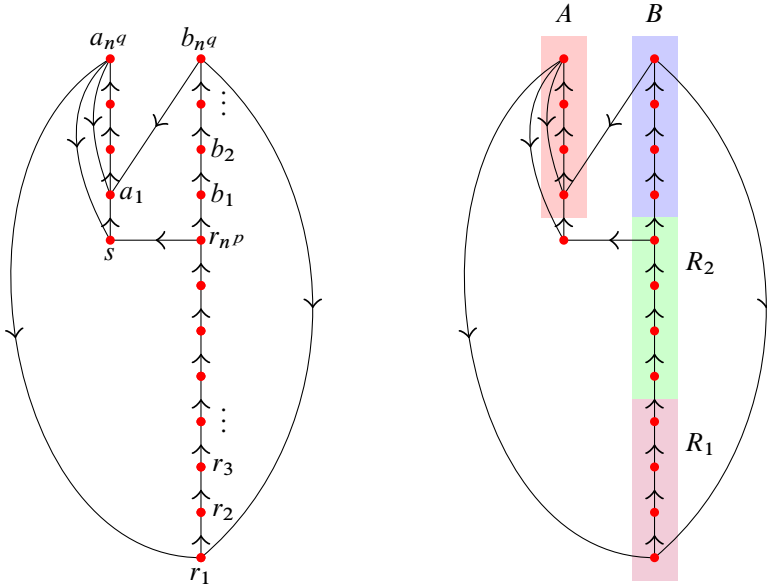 a_{n^q} b_{n^q}
⋮
b_2
a_1 b_1
s r_{n^p}
⋮
r_3
r_2
r_1
A B
R_2
R_1